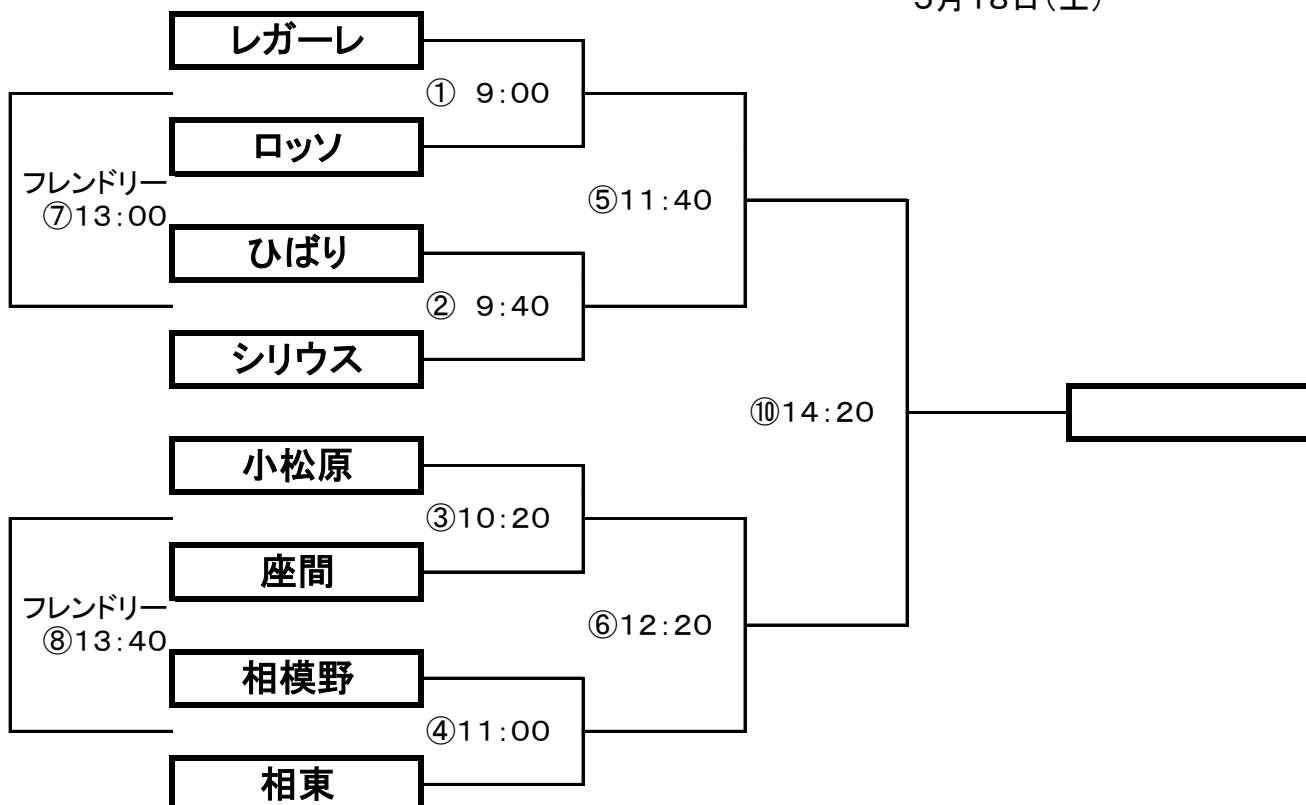 レガーレ
① 9:00
ロッソ
フレンドリー
⑦13:00
⑤11:40
ひばり
② 9:40
シリウス
⑩14:20
小松原
③10:20
座間
フレンドリー
⑧13:40
⑥12:20
相模野
④11:00
相東